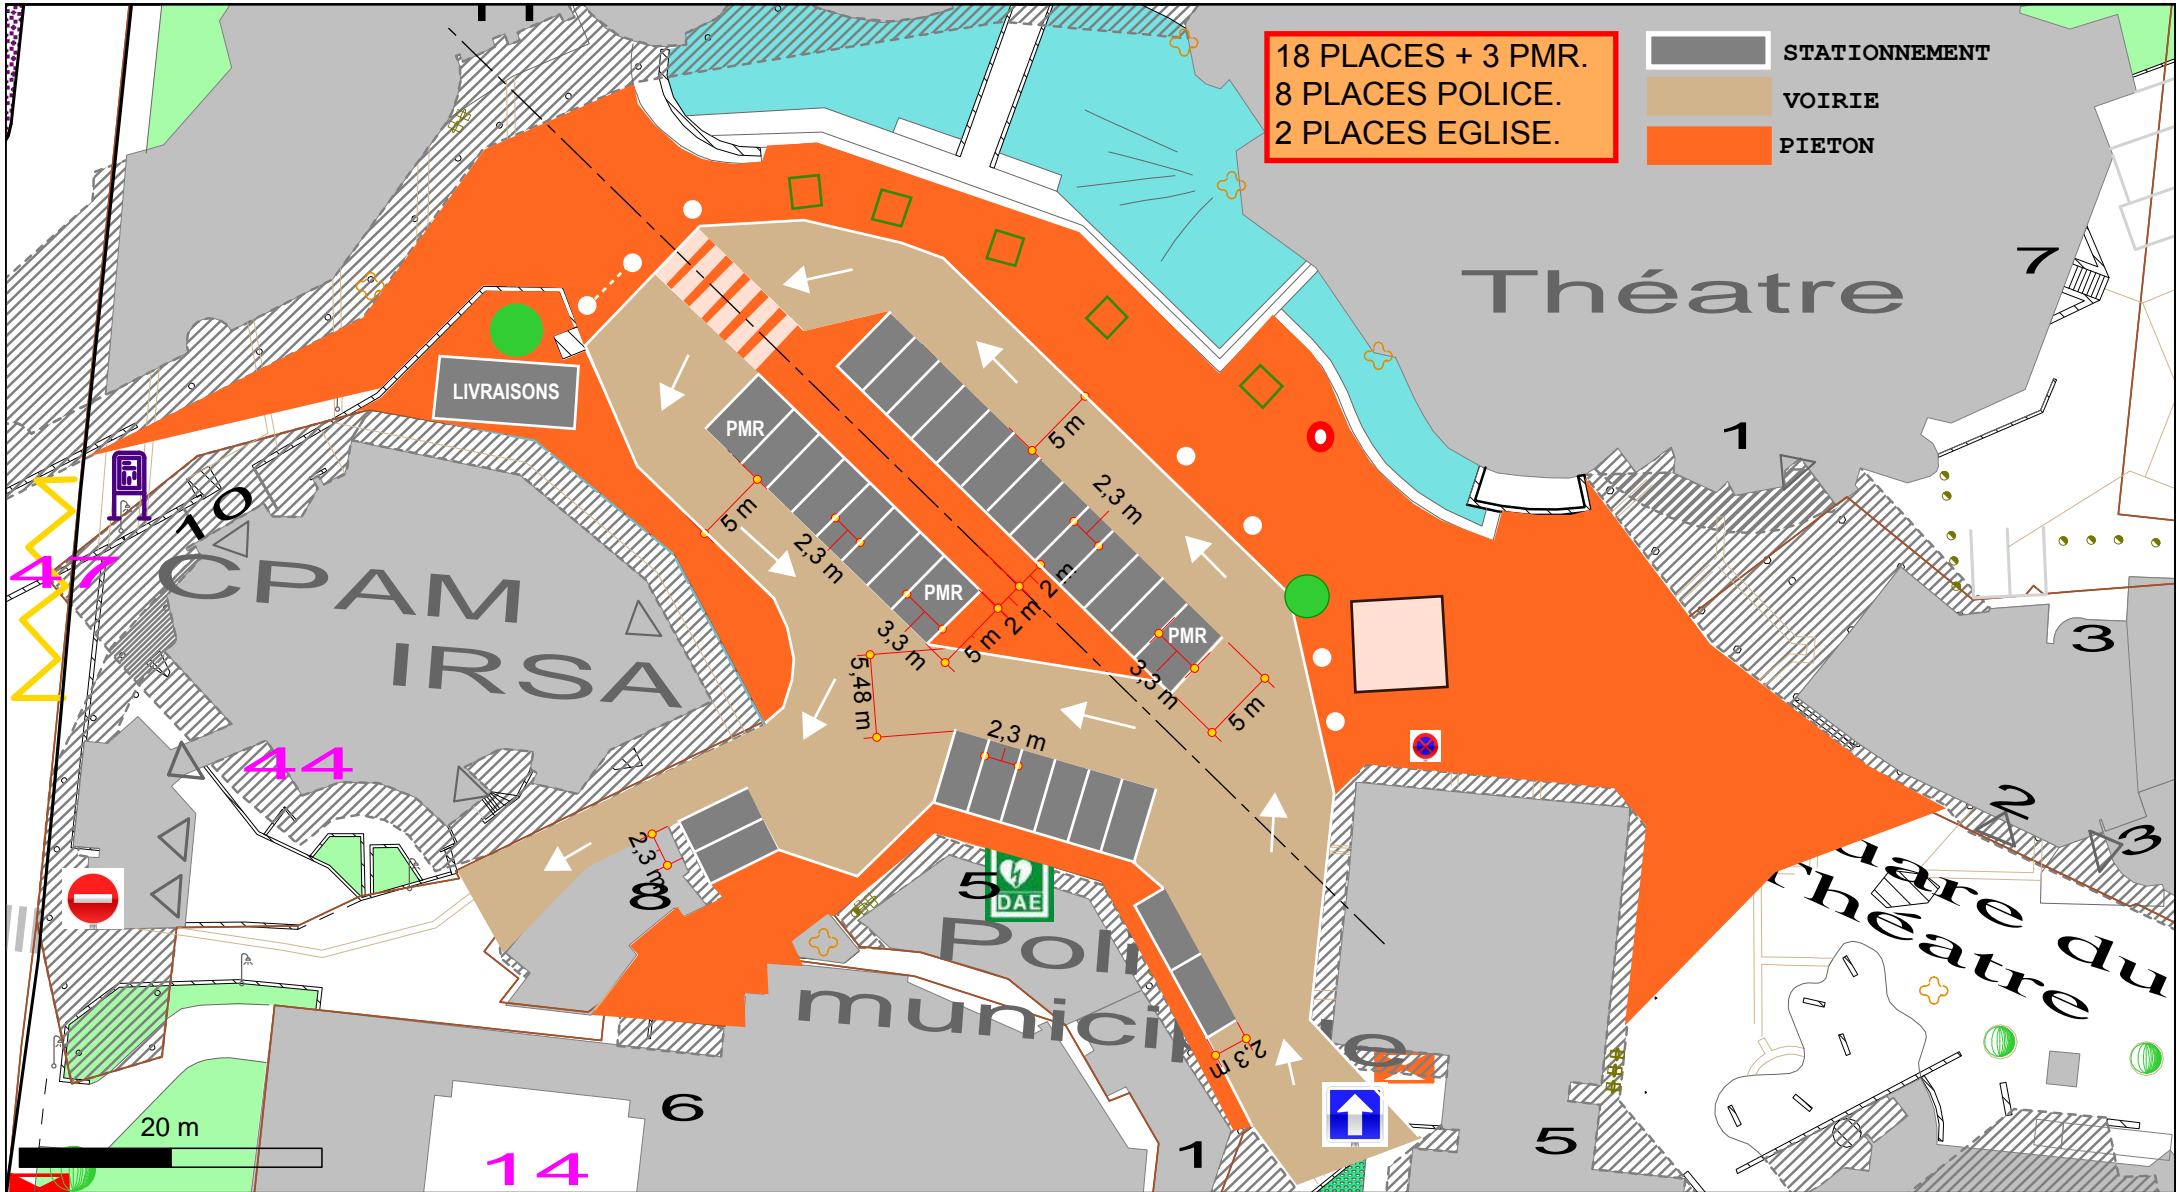 18 PLACES + 3 PMR.
8 PLACES POLICE.
2 PLACES EGLISE.
STATIONNEMENT
VOIRIE
PIETON
Théatre
7
1
LIVRAISONS
PMR
5 m
5 m
2,3 m
2,3 m
10
47
CPAM
IRSA
PMR
2 m
2 m
5 m
3,3 m
PMR
3,3 m
5 m
5,48 m
2,3 m
3
44
2
3
2,3 m
8
5
DAE
uare du
Théatre
2,3 m
6
20 m
14
1
5